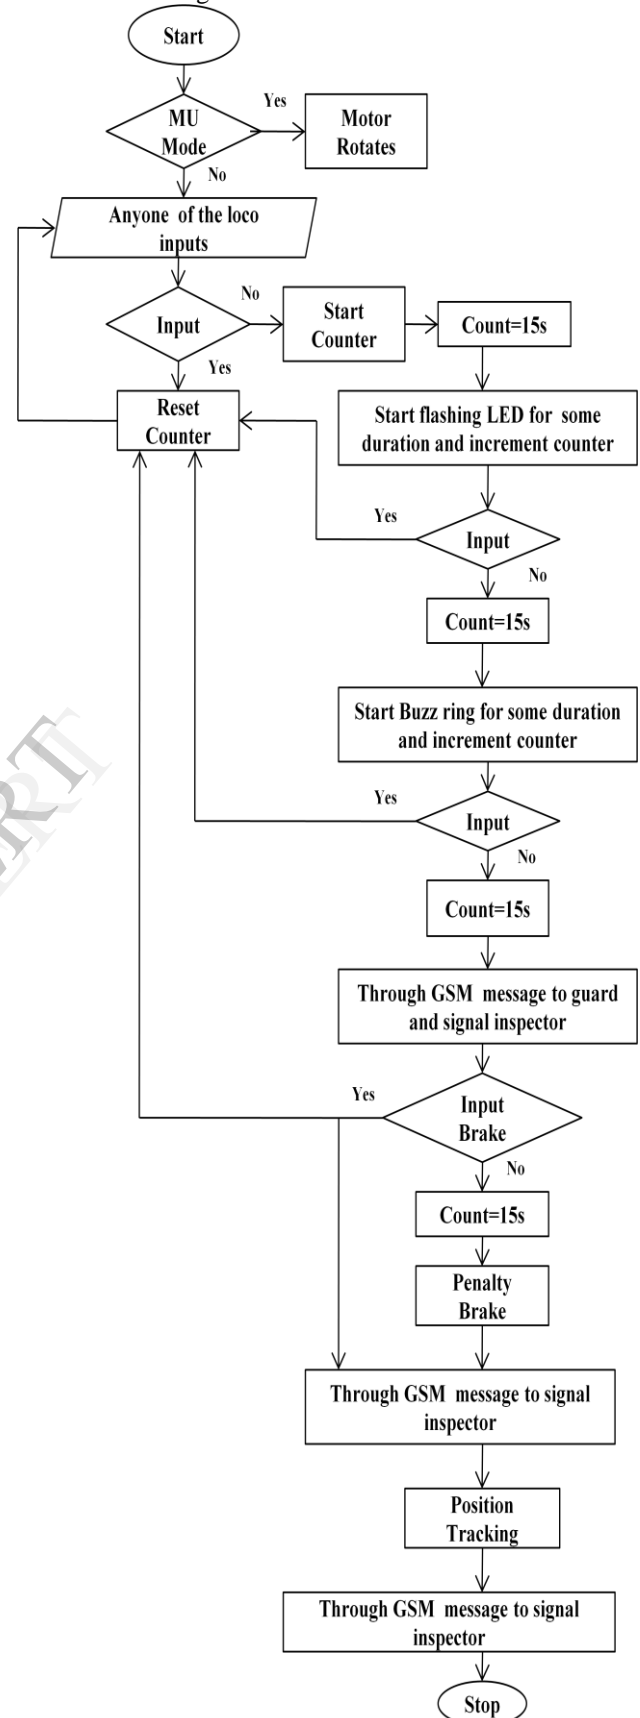 Start
MU
Mode
Yes
Motor
Rotates
No
Anyone of the loco
inputs
Input
No
Start
Counter
Count=15s
Yes
Reset
Counter
Start flashing LED for some
duration and increment counter
Yes
Input
No
Count=15s
Start Buzz ring for some duration
and increment counter
Yes
Input
No
Count=15s
Through GSM message to guard
and signal inspector
Yes
Input
Brake
No
Count=15s
Penalty
Brake
Through GSM message to signal
inspector
Position
Tracking
Through GSM message to signal
inspector
Stop